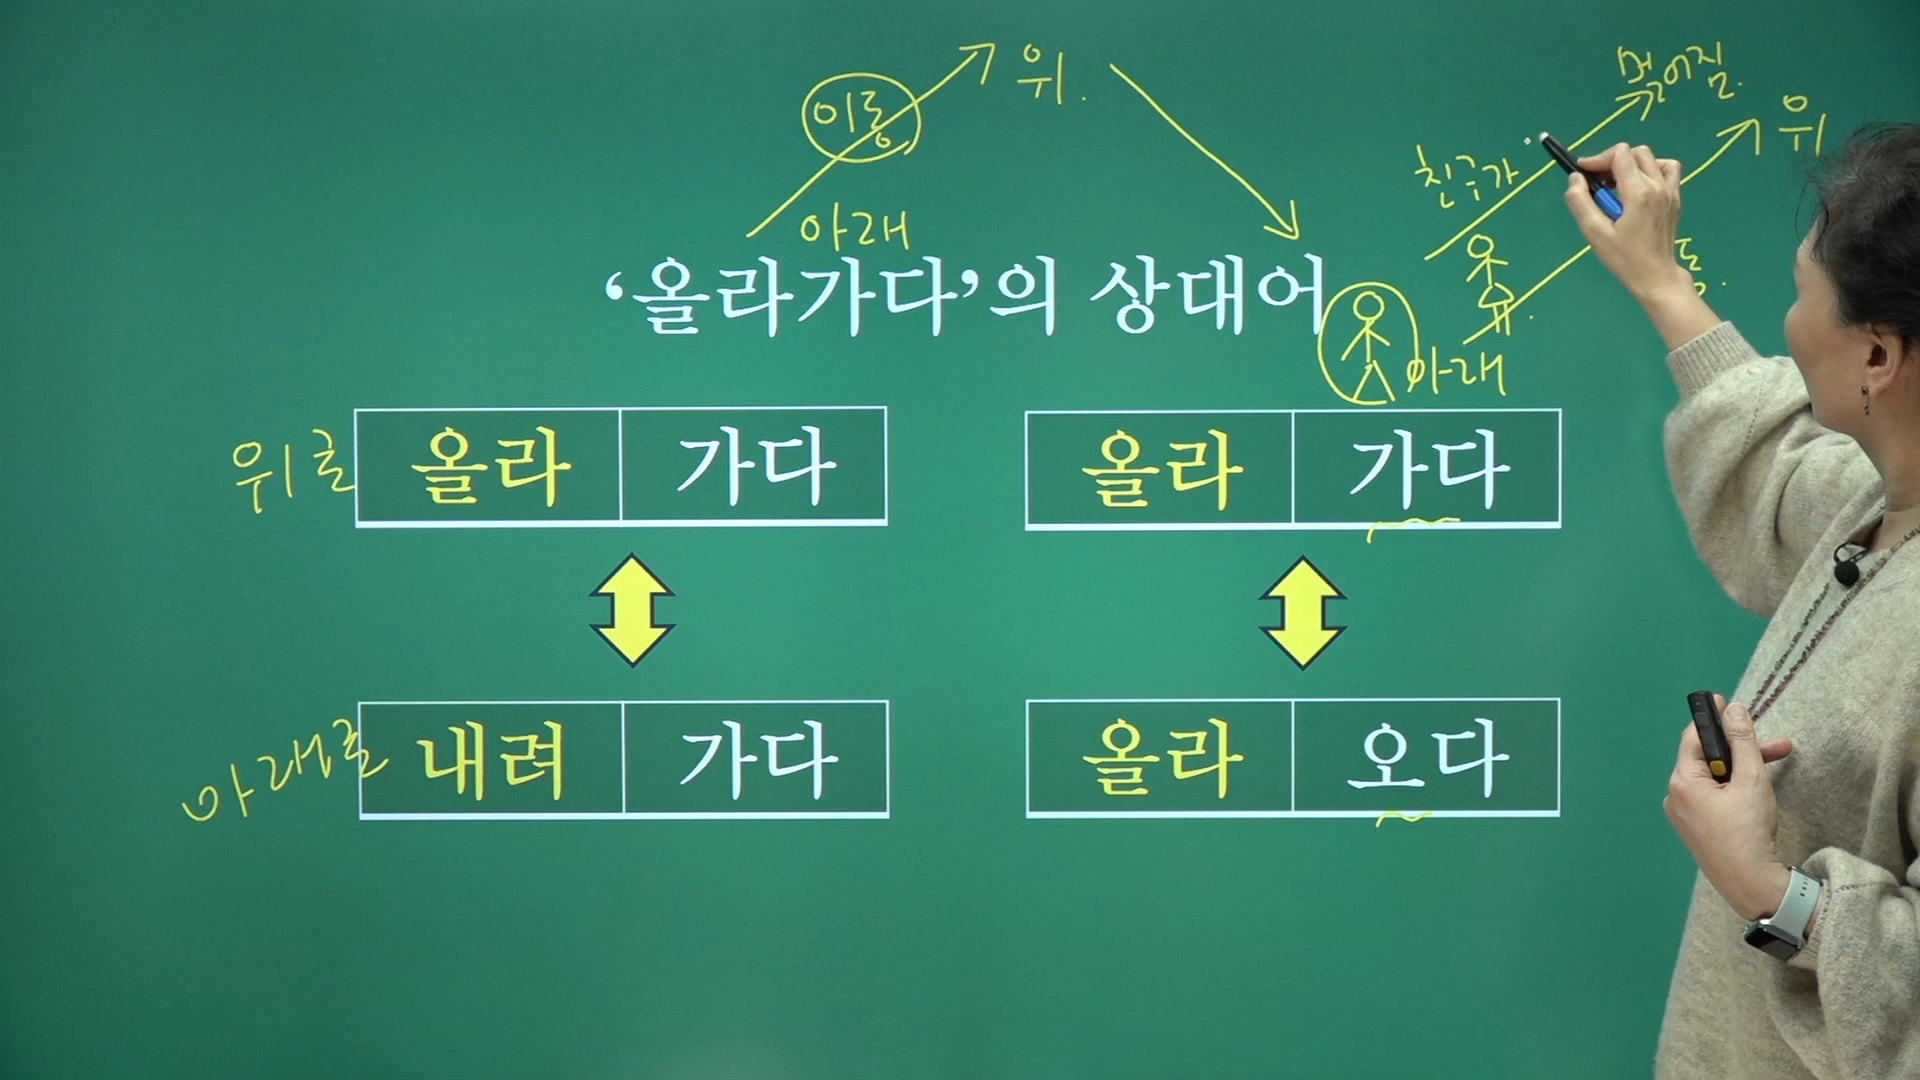 이동
위.
아래
멀어짐.
위
친구가
‘올라가다’의 상대어
아래
위로
올라 가다
올라 가다
아래로
내려 가다
올라 오다